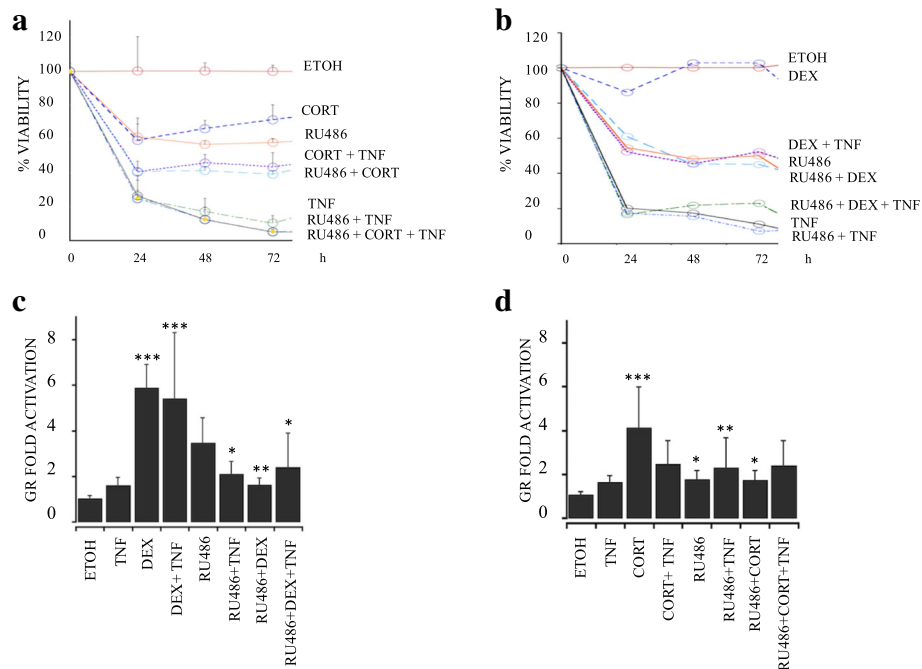 a
% VIABILITY
120
100
80
60
40
20
0
0 24 48 72 h
ETOH
CORT
RU486
CORT + TNF
RU486 + CORT
TNF
RU486 + TNF
RU486 + CORT + TNF
b
% VIABILITY
120
100
80
60
40
20
0
0 24 48 72 h
ETOH
DEX
DEX + TNF
RU486
RU486 + DEX
RU486 + DEX + TNF
TNF
RU486 + TNF
c
GR FOLD ACTIVATION
8
6
4
2
0
***
***
*
**
*
ETOH
TNF
DEX
DEX+TNF
RU486
RU486+TNF
RU486+DEX
RU486+DEX+TNF
d
GR FOLD ACTIVATION
8
6
4
2
0
***
*
**
*
ETOH
TNF
CORT
CORT+ TNF
RU486
RU486+TNF
RU486+CORT
RU486+CORT+TNF